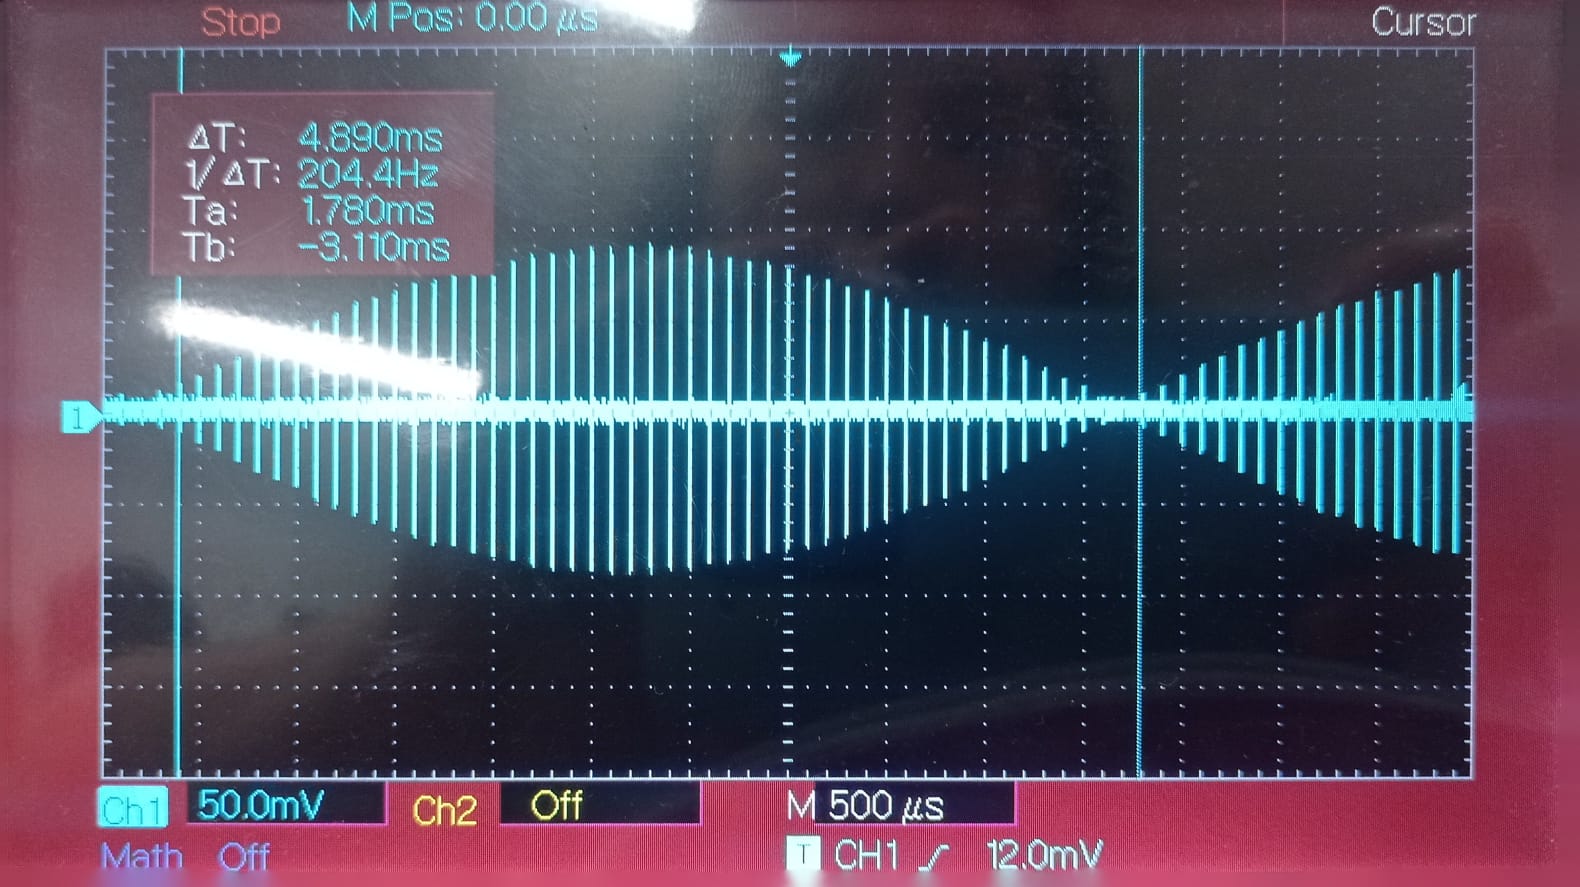 Stop M Pos: 0.00 μs Cursor
ΔT: 4.890ms
1/ΔT: 204.4Hz
Ta: 1.780ms
Tb: -3.110ms
1
Ch1 50.0mV Ch2 Off M 500 μs
Math Off T CH1 12.0mV